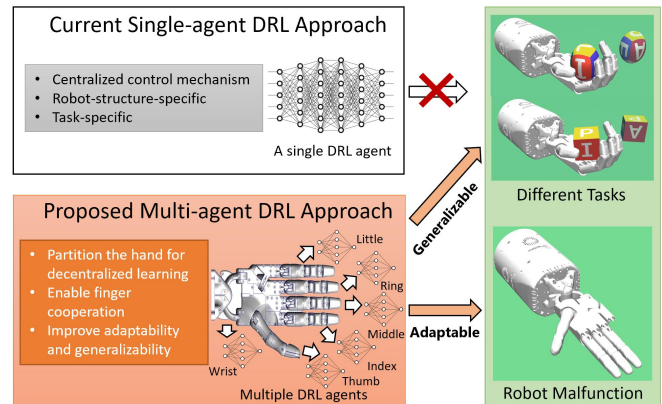 Current Single-agent DRL Approach
• Centralized control mechanism
• Robot-structure-specific
• Task-specific
A single DRL agent
Proposed Multi-agent DRL Approach
• Partition the hand for
decentralized learning
• Enable finger
cooperation
• Improve adaptability
and generalizability
Little
Ring
Middle
Index
Thumb
Wrist
Multiple DRL agents
Generalizable
Adaptable
I
A
L
P
I
P
A
Different Tasks
Robot Malfunction